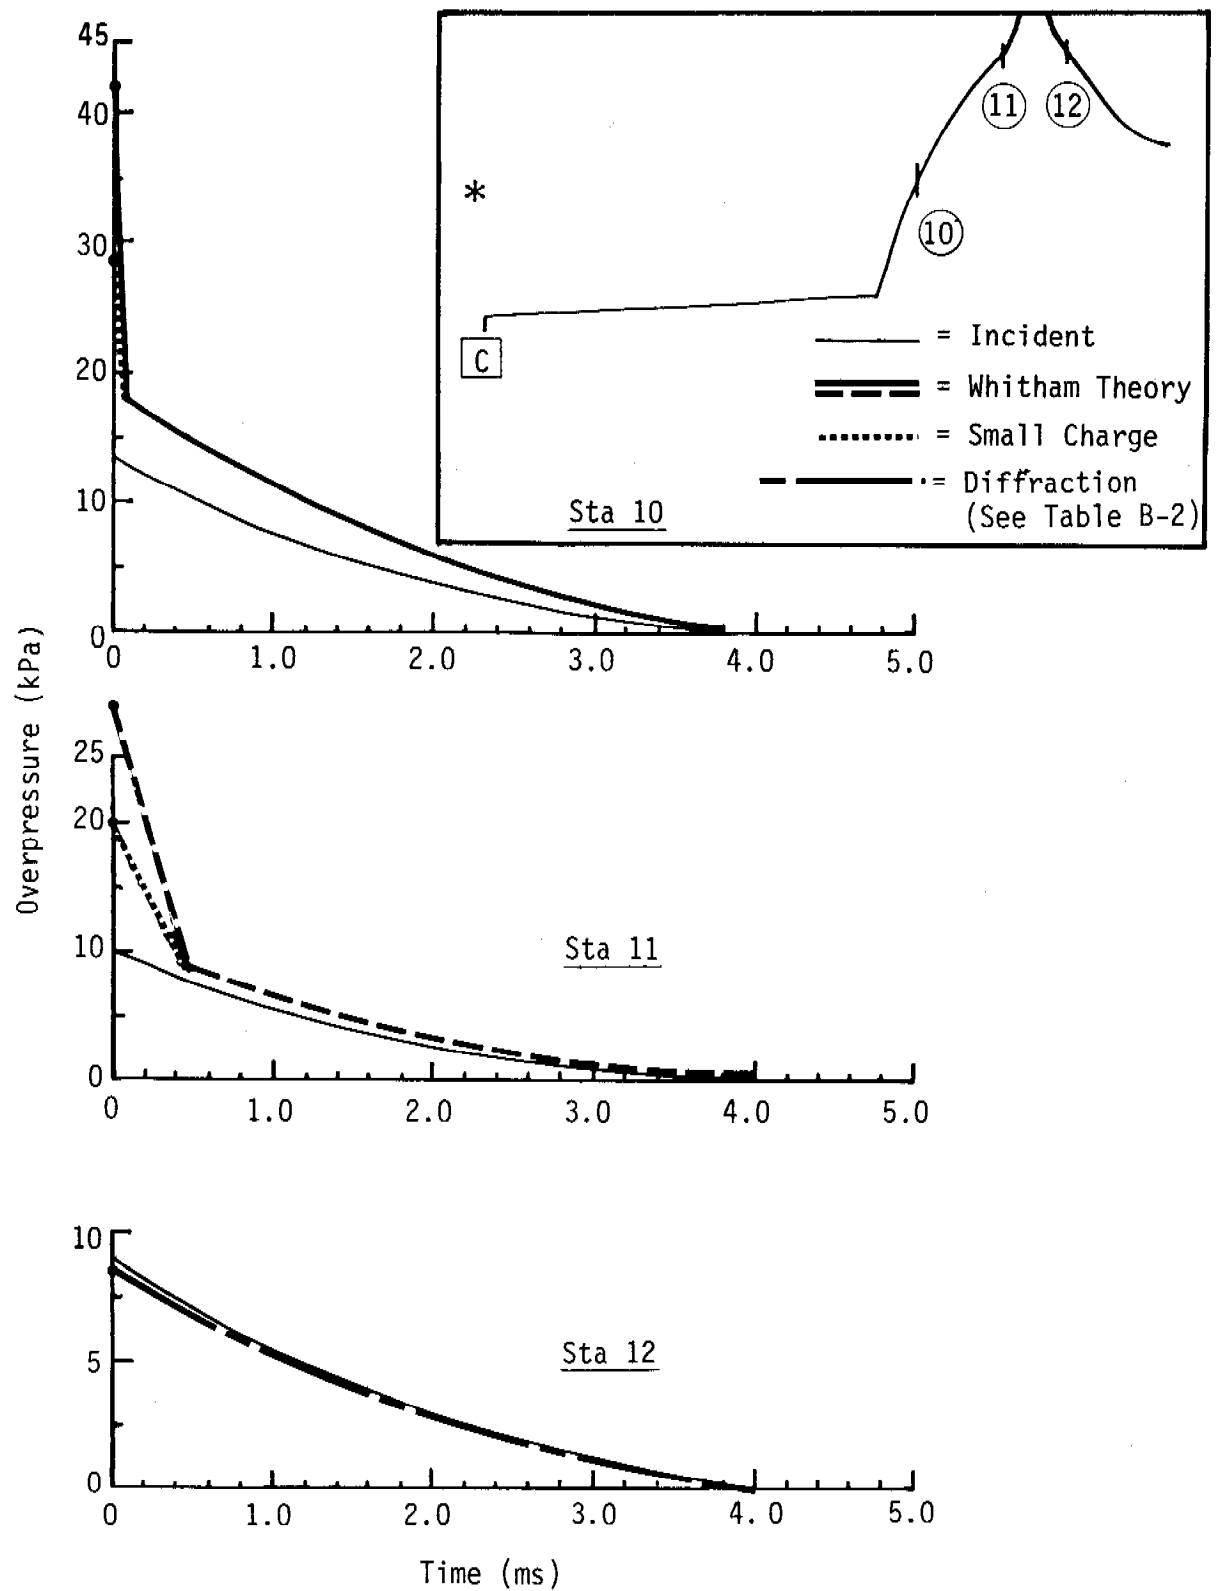 45
40
30
20
10
0
0 1.0 2.0 3.0 4.0 5.0
*
11 12
10
C
= Incident
= Whitham Theory
= Small Charge
= Diffraction
(See Table B-2)
Sta 10
Overpressure (kPa)
25
20
10
0
Sta 11
0 1.0 2.0 3.0 4.0 5.0
10
5
0
Sta 12
0 1.0 2.0 3.0 4.0 5.0
Time (ms)